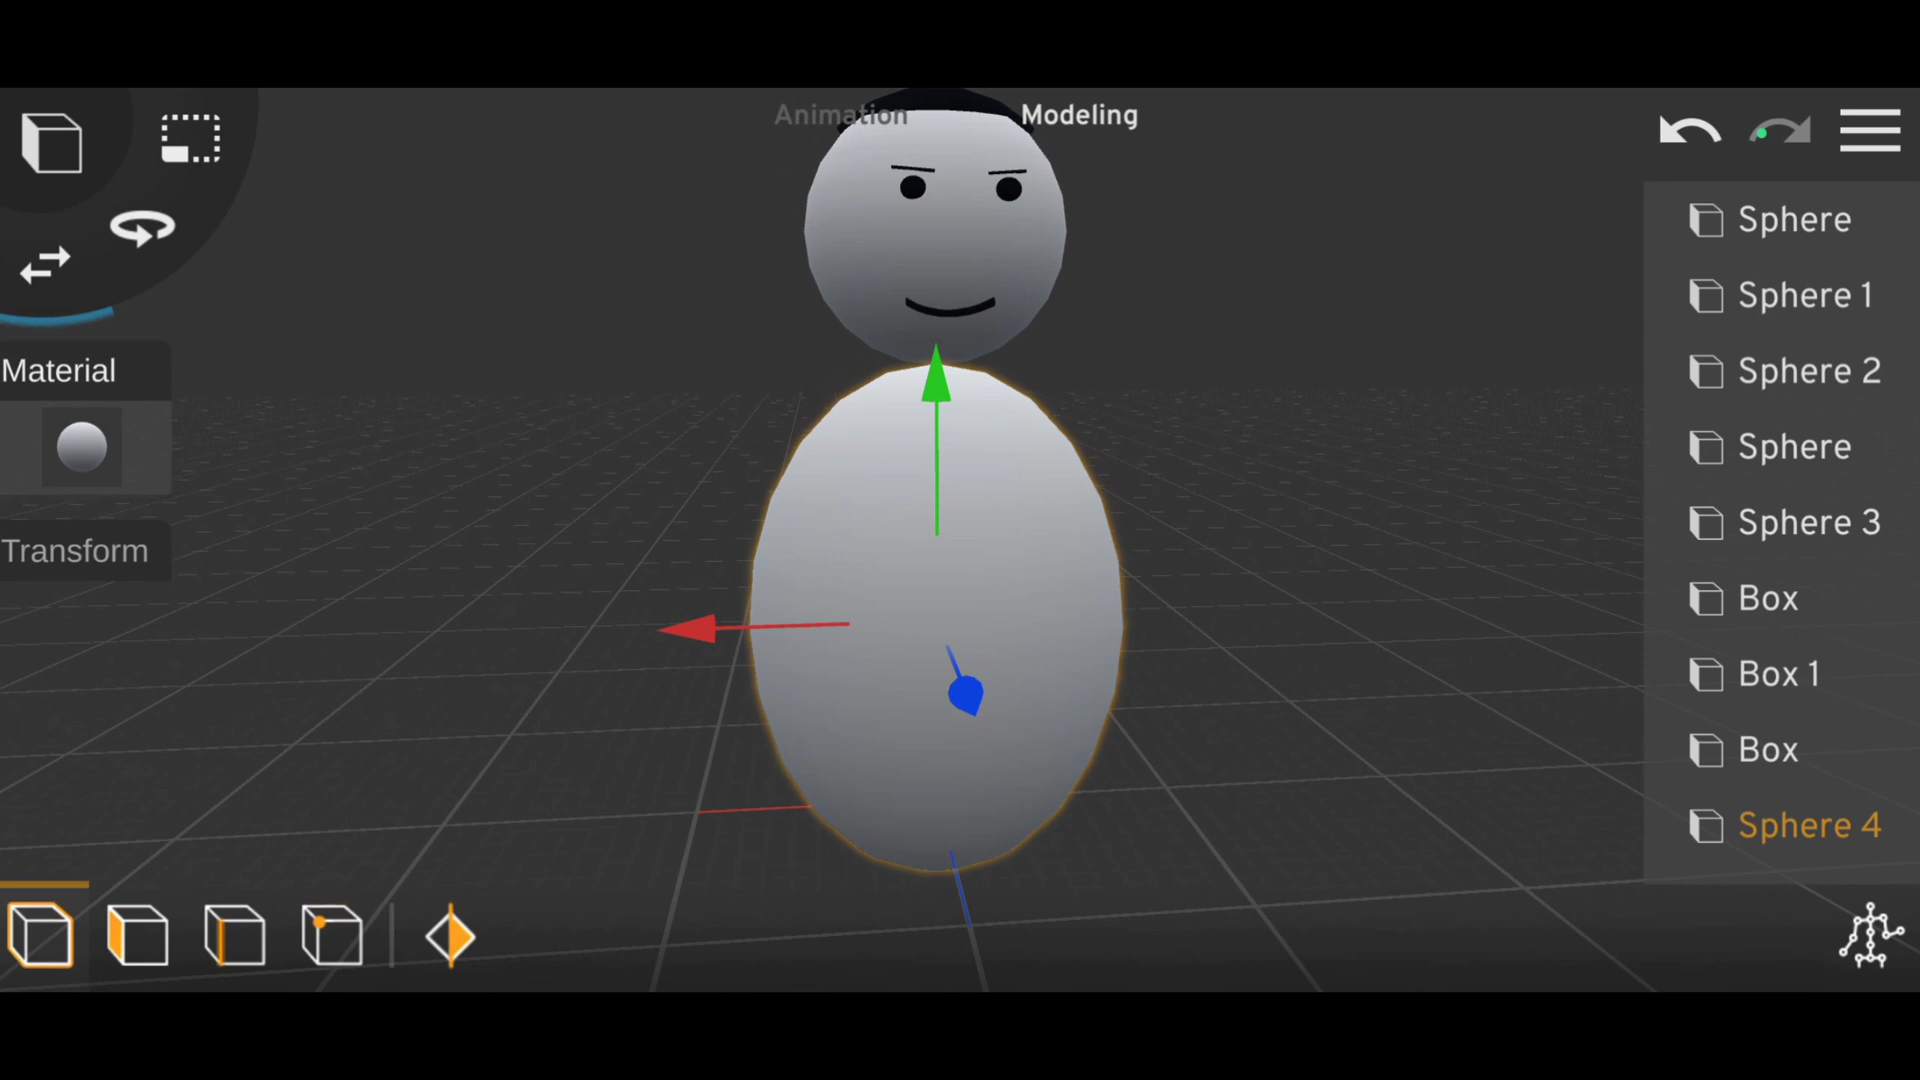 Animation
Modeling
Material
Transform
Sphere
Sphere 1
Sphere 2
Sphere
Sphere 3
Box
Box 1
Box
Sphere 4